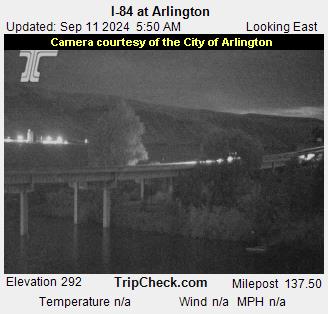 I-84 at Arlington
Updated: Sep 11 2024 5:50 AM Looking East
Camera courtesy of the City of Arlington
Elevation 292 TripCheck.com Milepost 137.50
Temperature n/a Wind n/a MPH n/a